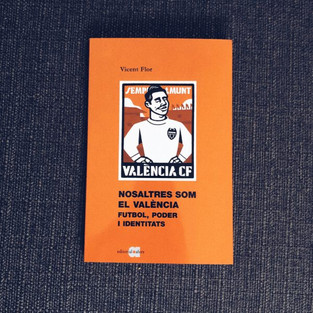 Vicent Flor
SEMPRE AMUNT
VALÈNCIA CF
NOSALTRES SOM
EL VALÈNCIA
FUTBOL, PODER
I IDENTITATS